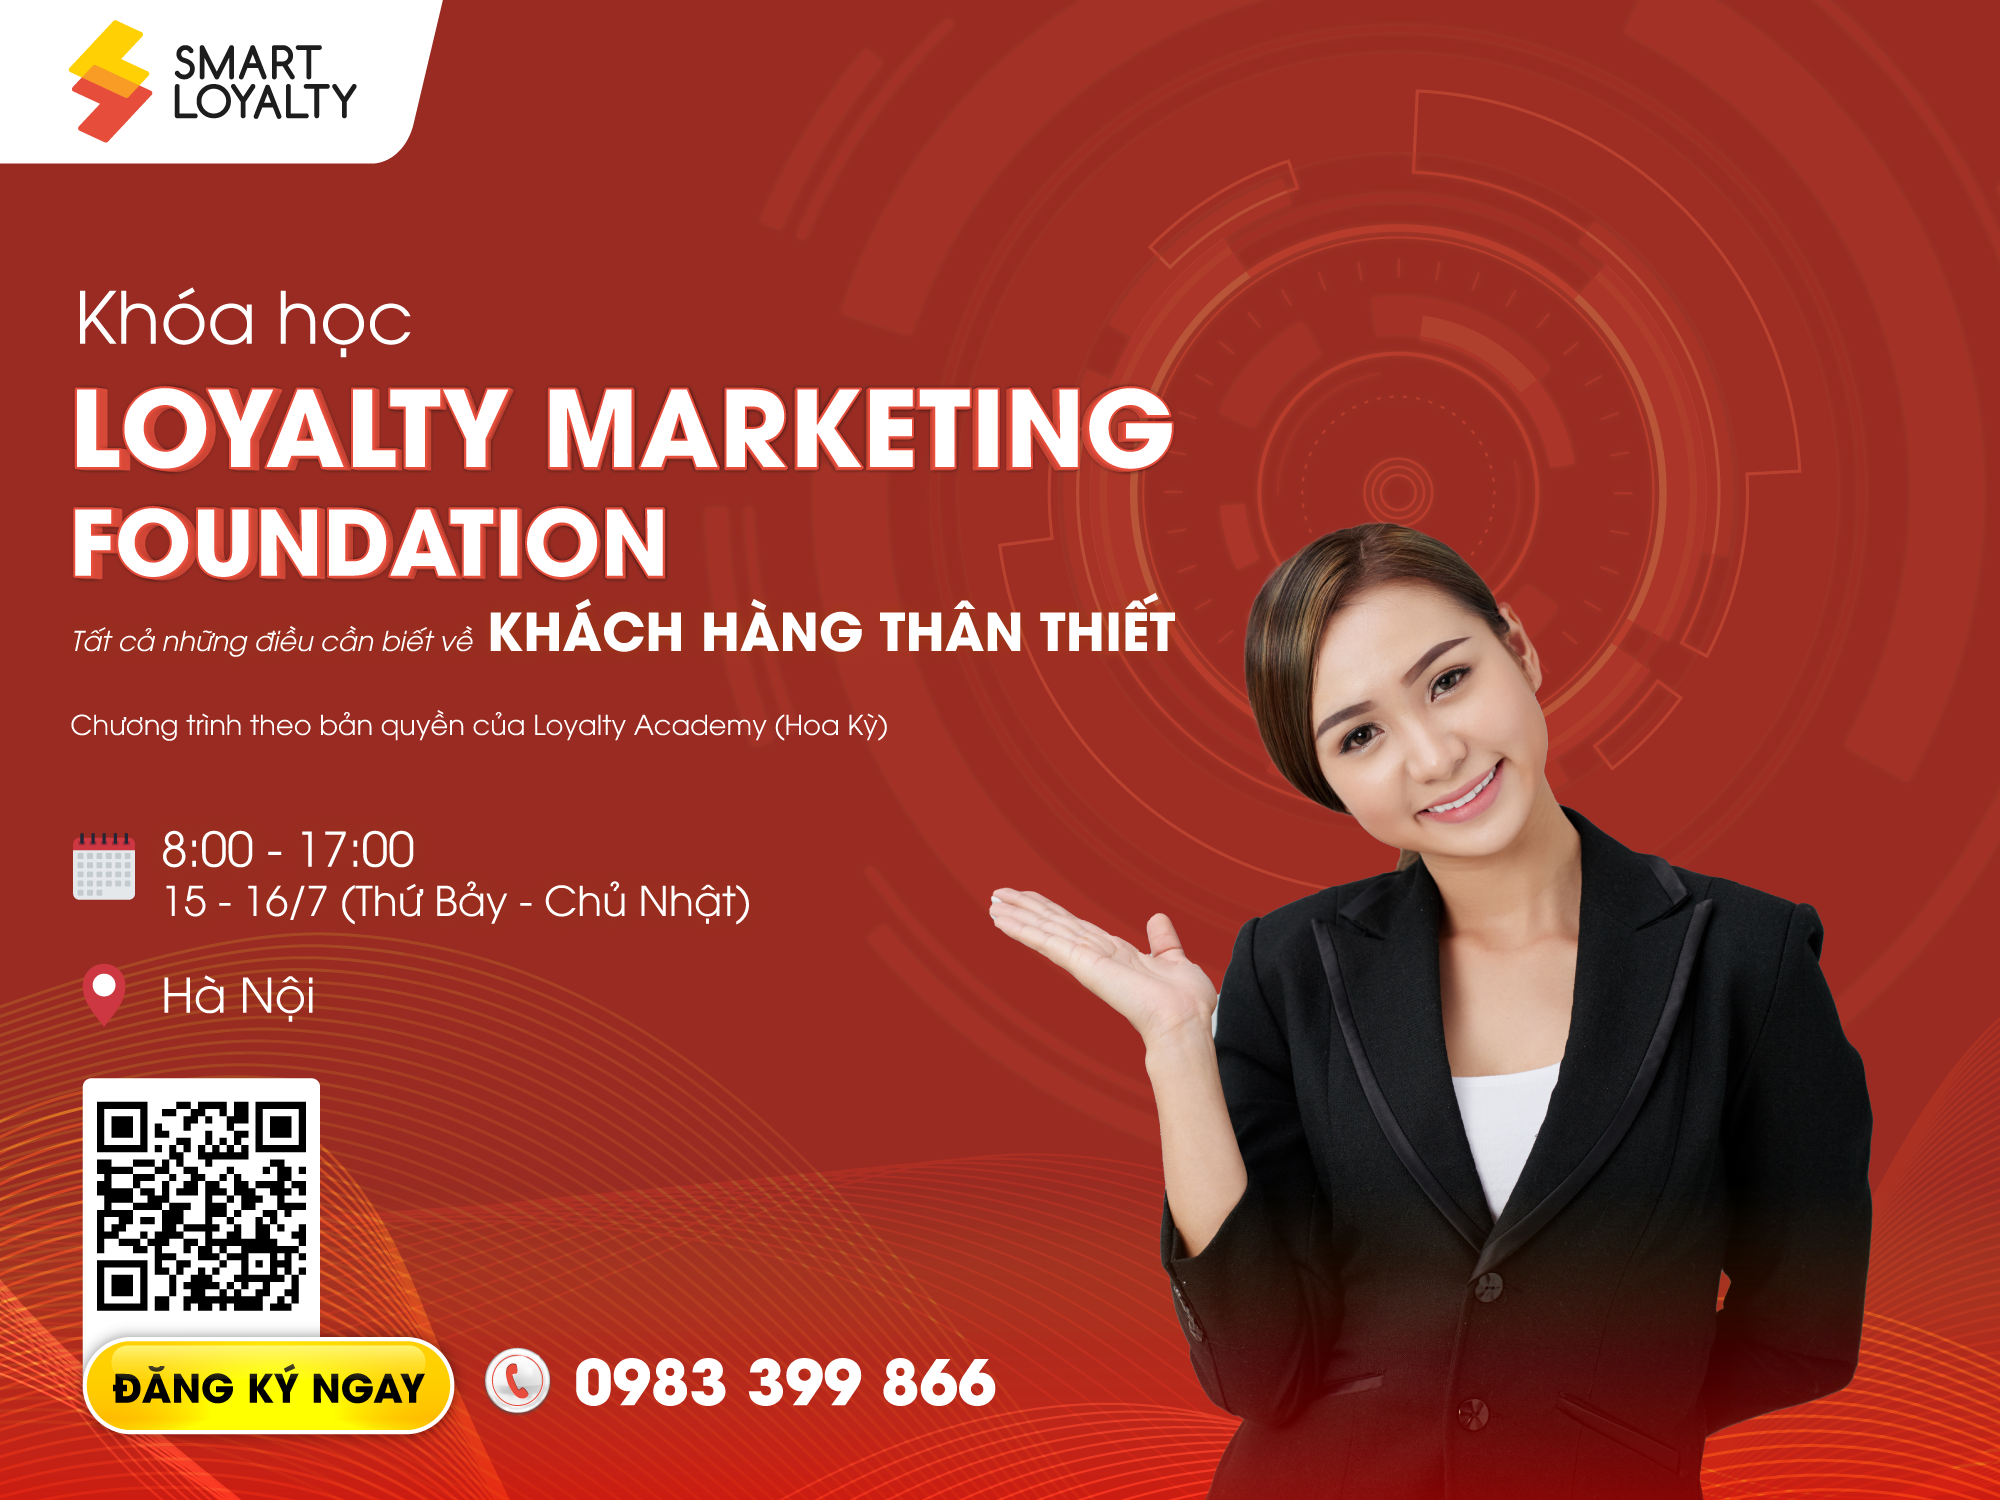 SMART
LOYALTY
Khóa học
LOYALTY MARKETING
FOUNDATION
Tất cả những điều cần biết về KHÁCH HÀNG THÂN THIẾT
Chương trình theo bản quyền của Loyalty Academy (Hoa Kỳ)
8:00 - 17:00
15 - 16/7 (Thứ Bảy - Chủ Nhật)
Hà Nội
ĐĂNG KÝ NGAY
0983 399 866